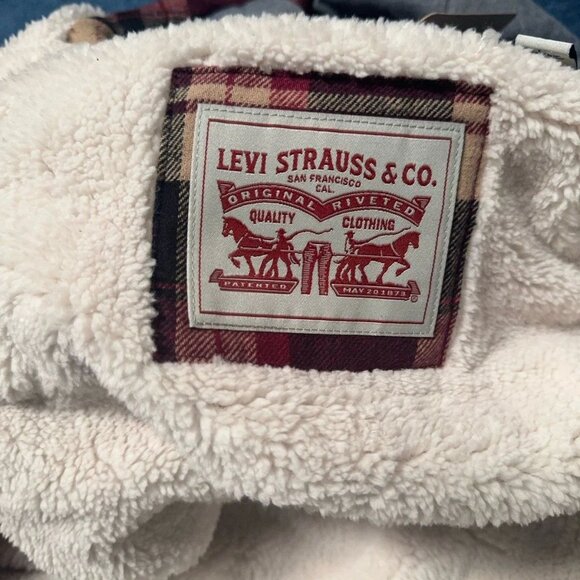 LEVI STRAUSS & CO.
SAN FRANCISCO
CAL.
ORIGINAL RIVETED
QUALITY CLOTHING
PATENTED MAY 20 1873
®